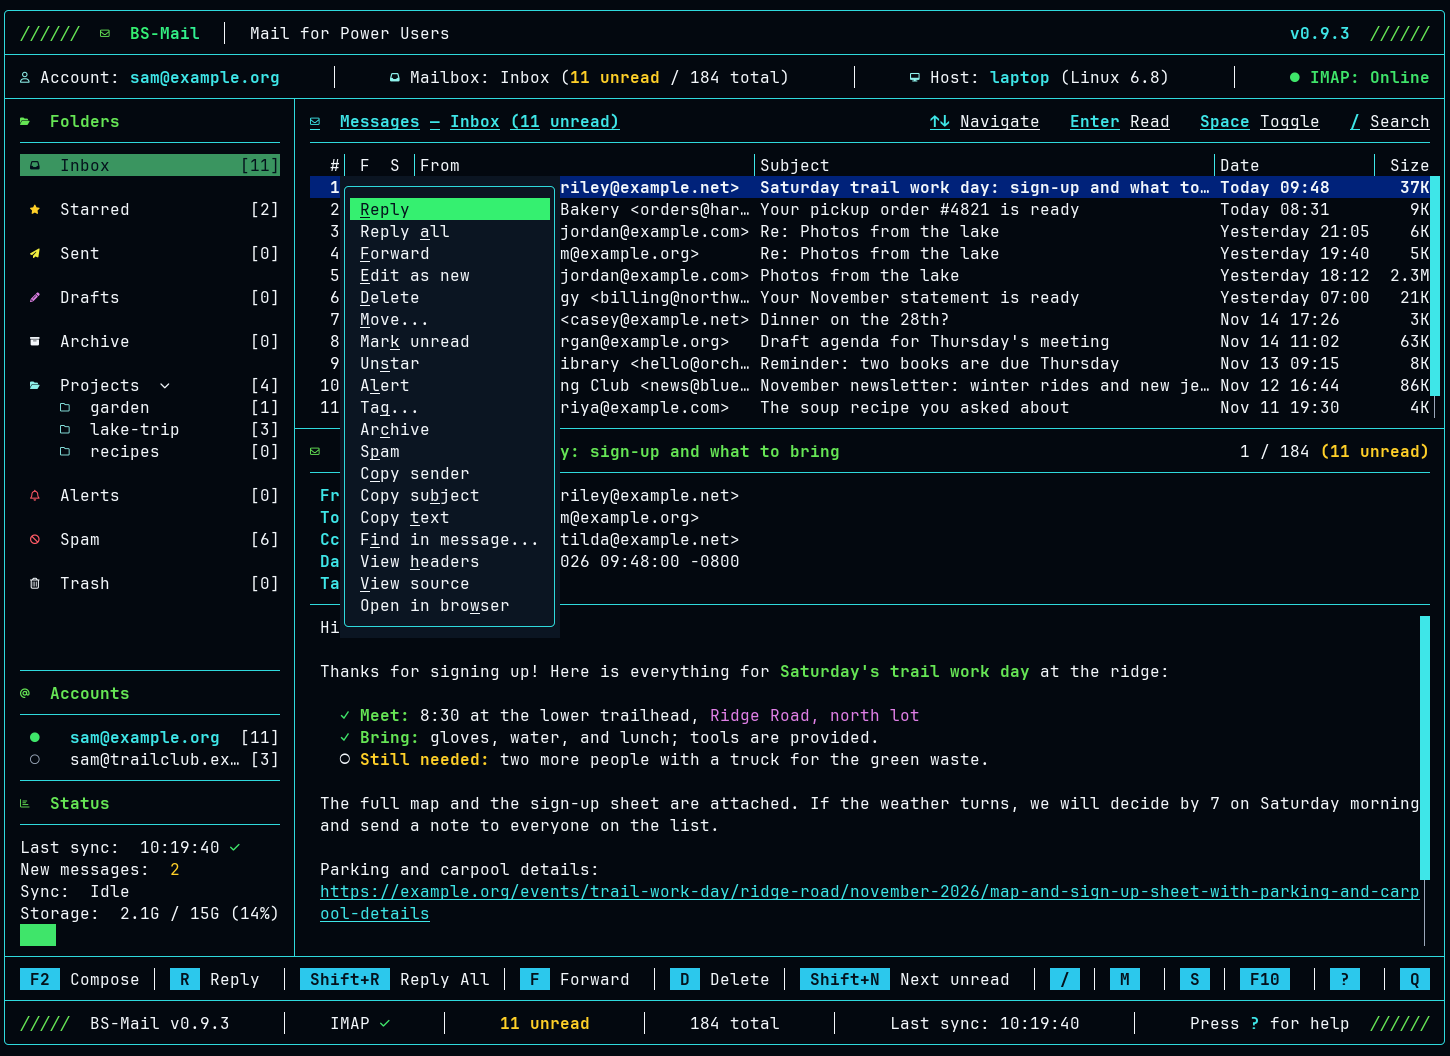 ////// BS-Mail │ Mail for Power Users v0.9.3 //////
Account: sam@example.org │ Mailbox: Inbox (11 unread / 184 total) │ Host: laptop (Linux 6.8) │ IMAP: Online
Folders
Inbox [11]
Starred [2]
Sent [0]
Drafts [0]
Archive [0]
Projects [4]
garden [1]
lake-trip [3]
recipes [0]
Alerts [0]
Spam [6]
Trash [0]
@ Accounts
sam@example.org [11]
sam@trailclub.ex… [3]
Status
Last sync: 10:19:40 ✓
New messages: 2
Sync: Idle
Storage: 2.1G / 15G (14%)
Messages — Inbox (11 unread) ↑↓ Navigate Enter Read Space Toggle / Search
# F S From Subject Date Size
1 riley@example.net> Saturday trail work day: sign-up and what to… Today 09:48 37K
2 Bakery <orders@har… Your pickup order #4821 is ready Today 08:31 9K
3 jordan@example.com> Re: Photos from the lake Yesterday 21:05 6K
4 m@example.org> Re: Photos from the lake Yesterday 19:40 5K
5 jordan@example.com> Photos from the lake Yesterday 18:12 2.3M
6 gy <billing@northw… Your November statement is ready Yesterday 07:00 21K
7 <casey@example.net> Dinner on the 28th? Nov 14 17:26 3K
8 rgan@example.org> Draft agenda for Thursday's meeting Nov 14 11:02 63K
9 ibrary <hello@orch… Reminder: two books are due Thursday Nov 13 09:15 8K
10 ng Club <news@blue… November newsletter: winter rides and new je… Nov 12 16:44 86K
11 riya@example.com> The soup recipe you asked about Nov 11 19:30 4K
Reply
Reply all
Forward
Edit as new
Delete
Move...
Mark unread
Unstar
Alert
Tag...
Archive
Spam
Copy sender
Copy subject
Copy text
Find in message...
View headers
View source
Open in browser
y: sign-up and what to bring 1 / 184 (11 unread)
Fr riley@example.net>
To m@example.org>
Cc tilda@example.net>
Da 026 09:48:00 -0800
Ta
Hi
Thanks for signing up! Here is everything for Saturday's trail work day at the ridge:
✓ Meet: 8:30 at the lower trailhead, Ridge Road, north lot
✓ Bring: gloves, water, and lunch; tools are provided.
○ Still needed: two more people with a truck for the green waste.
The full map and the sign-up sheet are attached. If the weather turns, we will decide by 7 on Saturday morning
and send a note to everyone on the list.
Parking and carpool details:
https://example.org/events/trail-work-day/ridge-road/november-2026/map-and-sign-up-sheet-with-parking-and-carp
ool-details
F2 Compose │ R Reply │ Shift+R Reply All │ F Forward │ D Delete │ Shift+N Next unread │ / │ M │ S │ F10 │ ? │ Q
///// BS-Mail v0.9.3 │ IMAP ✓ │ 11 unread │ 184 total │ Last sync: 10:19:40 │ Press ? for help //////